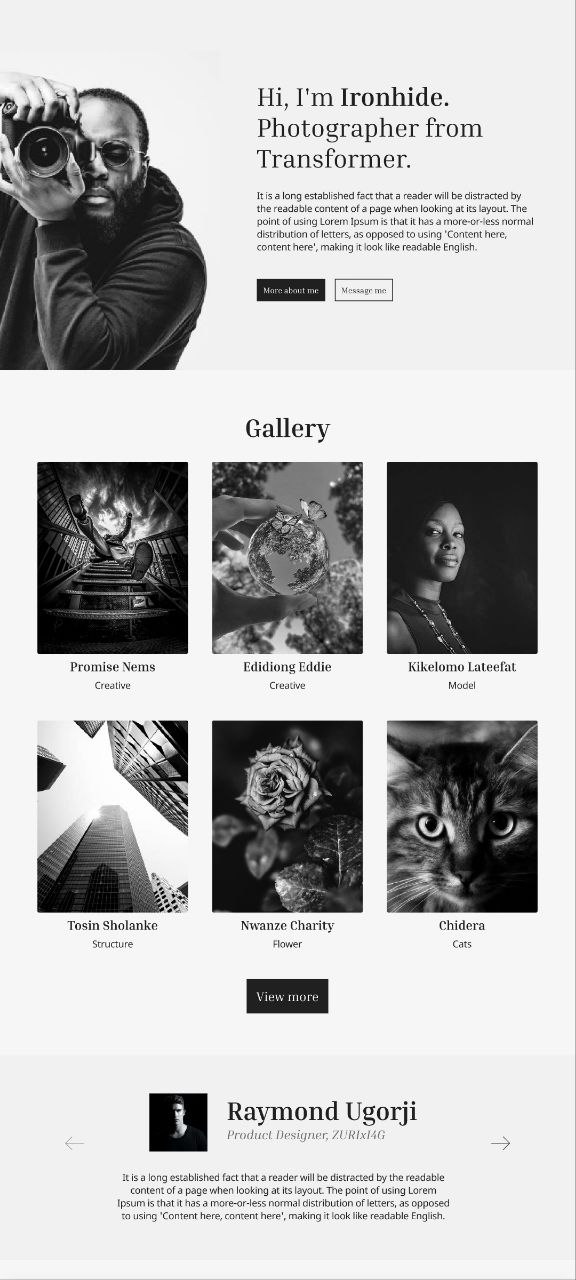 Hi, I'm Ironhide.
Photographer from
Transformer.
It is a long established fact that a reader will be distracted by
the readable content of a page when looking at its layout. The
point of using Lorem Ipsum is that it has a more-or-less normal
distribution of letters, as opposed to using 'Content here,
content here', making it look like readable English.
More about me
Message me
Gallery
Promise Nems
Creative
Edidiong Eddie
Creative
Kikelomo Lateefat
Model
Tosin Sholanke
Structure
Nwanze Charity
Flower
Chidera
Cats
View more
Raymond Ugorji
Product Designer, ZURIxI4G
It is a long established fact that a reader will be distracted by the readable
content of a page when looking at its layout. The point of using Lorem
Ipsum is that it has a more-or-less normal distribution of letters, as opposed
to using 'Content here, content here', making it look like readable English.